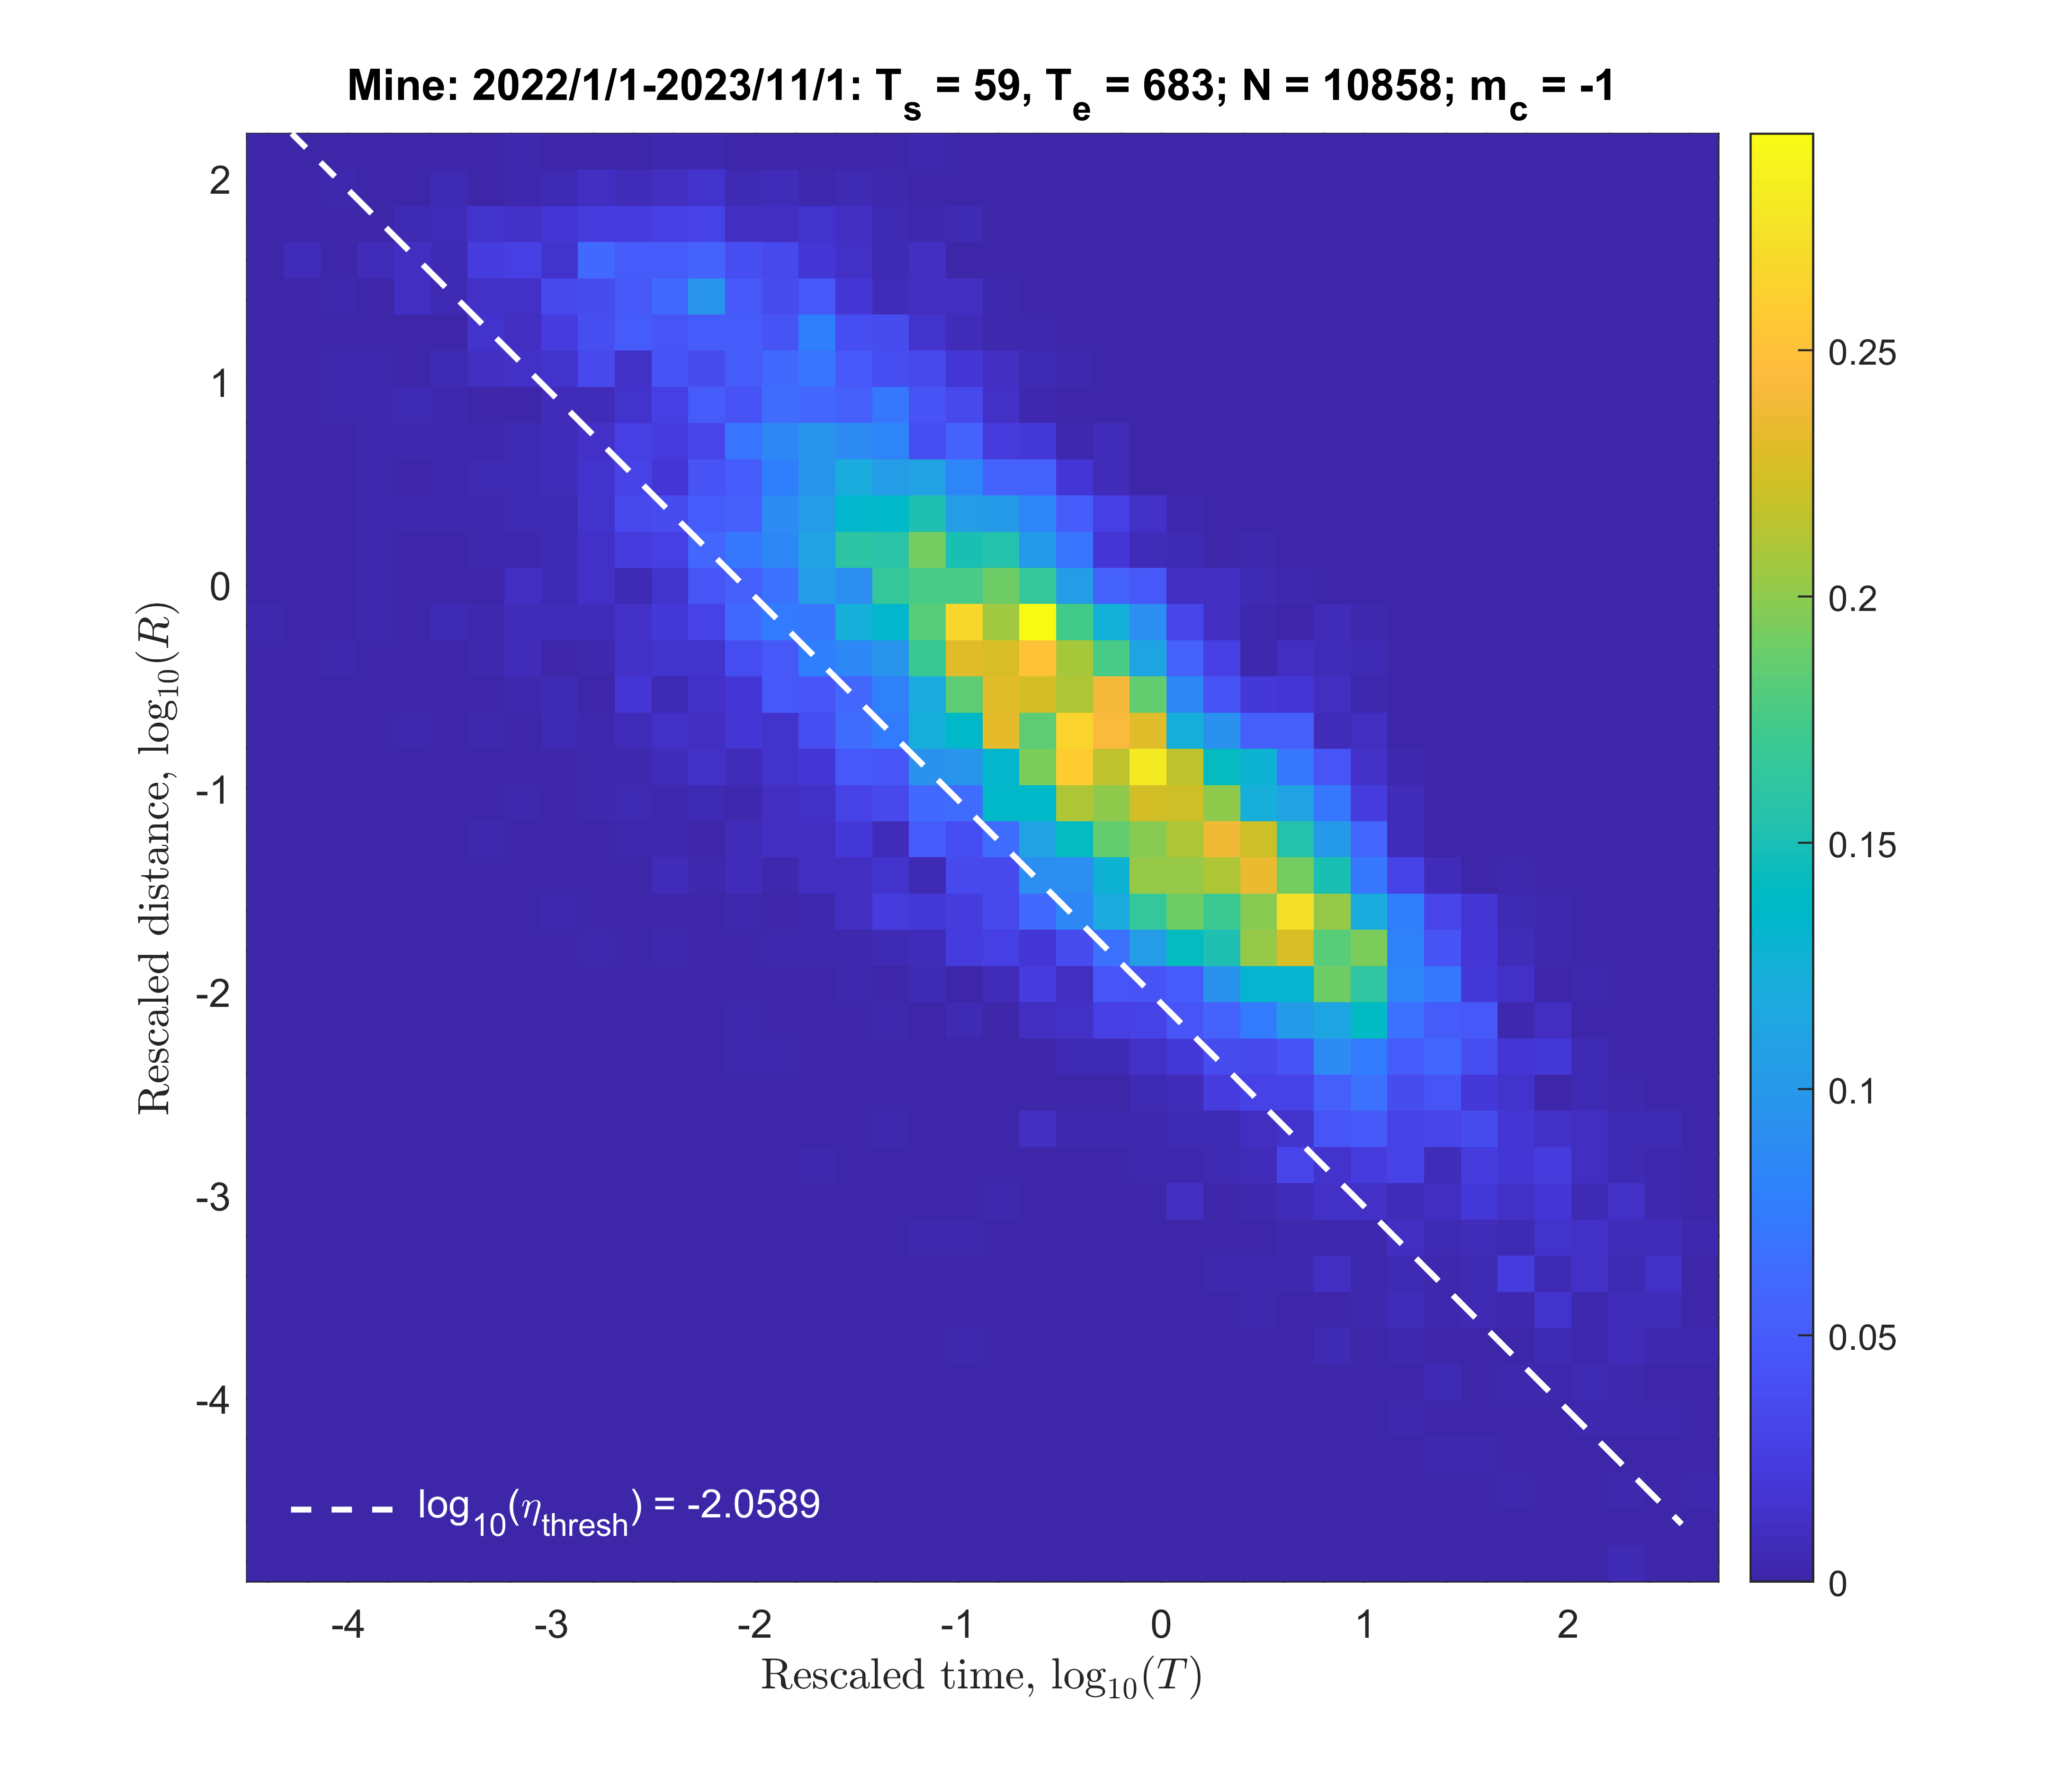 Mine: 2022/1/1-2023/11/1: Ts = 59, Te = 683; N = 10858; mc = -1
2
1
0
-1
-2
-3
-4
Rescaled distance, log10(R)
log10(ηthresh) = -2.0589
-4 -3 -2 -1 0 1 2
Rescaled time, log10(T)
0.25
0.2
0.15
0.1
0.05
0